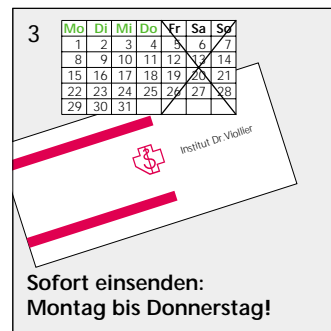 3
Mo Di Mi Do Fr Sa So
1 2 3 4 5 6 7
8 9 10 11 12 13 14
15 16 17 18 19 20 21
22 23 24 25 26 27 28
29 30 31
Institut Dr Viollier
Sofort einsenden:
Montag bis Donnerstag!